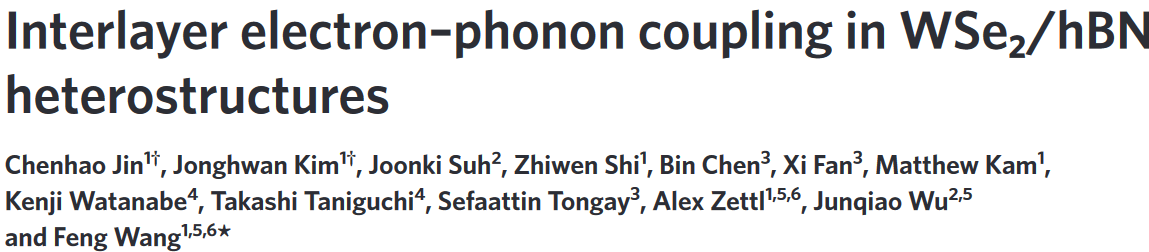 Interlayer electron–phonon coupling in WSe₂/hBN
heterostructures
Chenhao Jin¹†, Jonghwan Kim¹†, Joonki Suh², Zhiwen Shi¹, Bin Chen³, Xi Fan³, Matthew Kam¹,
Kenji Watanabe⁴, Takashi Taniguchi⁴, Sefaattin Tongay³, Alex Zettl¹,⁵,⁶, Junqiao Wu²,⁵
and Feng Wang¹,⁵,⁶★